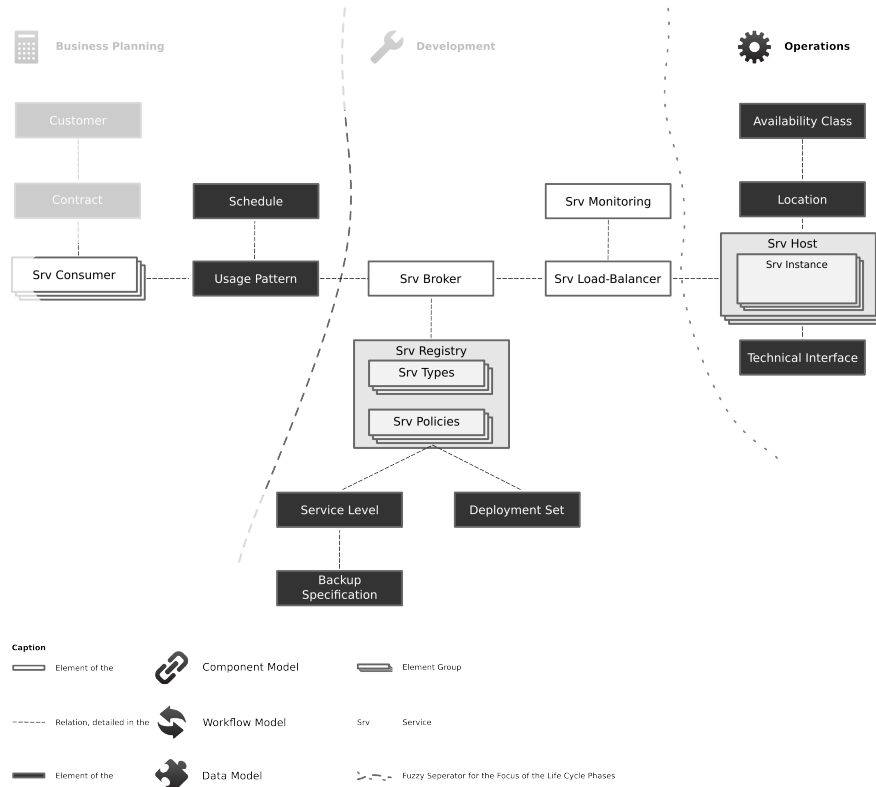 Business Planning
Development
Operations
Customer
Availability Class
Contract
Schedule
Srv Monitoring
Location
Srv Consumer
Usage Pattern
Srv Broker
Srv Load-Balancer
Srv Host
Srv Instance
Srv Registry
Srv Types
Srv Policies
Technical Interface
Service Level
Deployment Set
Backup
Specification
Caption
Element of the
Component Model
Element Group
Relation, detailed in the
Workflow Model
Srv
Service
Element of the
Data Model
Fuzzy Seperator for the Focus of the Life Cycle Phases